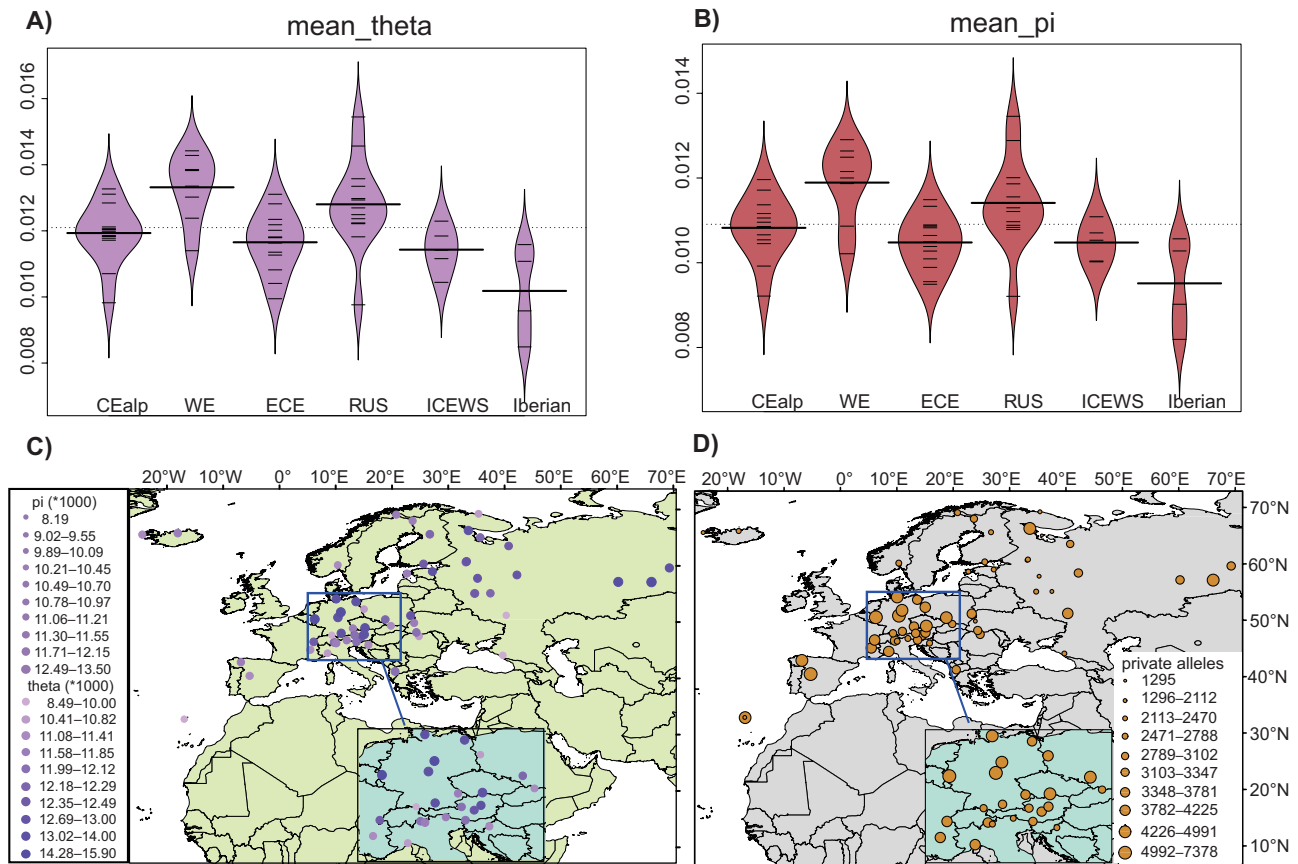 A)
mean_theta
0.016
0.014
0.012
0.010
0.008
CEalp WE ECE RUS ICEWS Iberian
B)
mean_pi
0.014
0.012
0.010
0.008
CEalp WE ECE RUS ICEWS Iberian
C)
20°W 10°W 0° 10°E 20°E 30°E 40°E 50°E 60°E 70°E
pi (*1000)
8.19
9.02–9.55
9.89–10.09
10.21–10.45
10.49–10.70
10.78–10.97
11.06–11.21
11.30–11.55
11.71–12.15
12.49–13.50
theta (*1000)
8.49–10.00
10.41–10.82
11.08–11.41
11.58–11.85
11.99–12.12
12.18–12.29
12.35–12.49
12.69–13.00
13.02–14.00
14.28–15.90
D)
20°W 10°W 0° 10°E 20°E 30°E 40°E 50°E 60°E 70°E
70°N
60°N
50°N
40°N
30°N
20°N
10°N
private alleles
1295
1296–2112
2113–2470
2471–2788
2789–3102
3103–3347
3348–3781
3782–4225
4226–4991
4992–7378